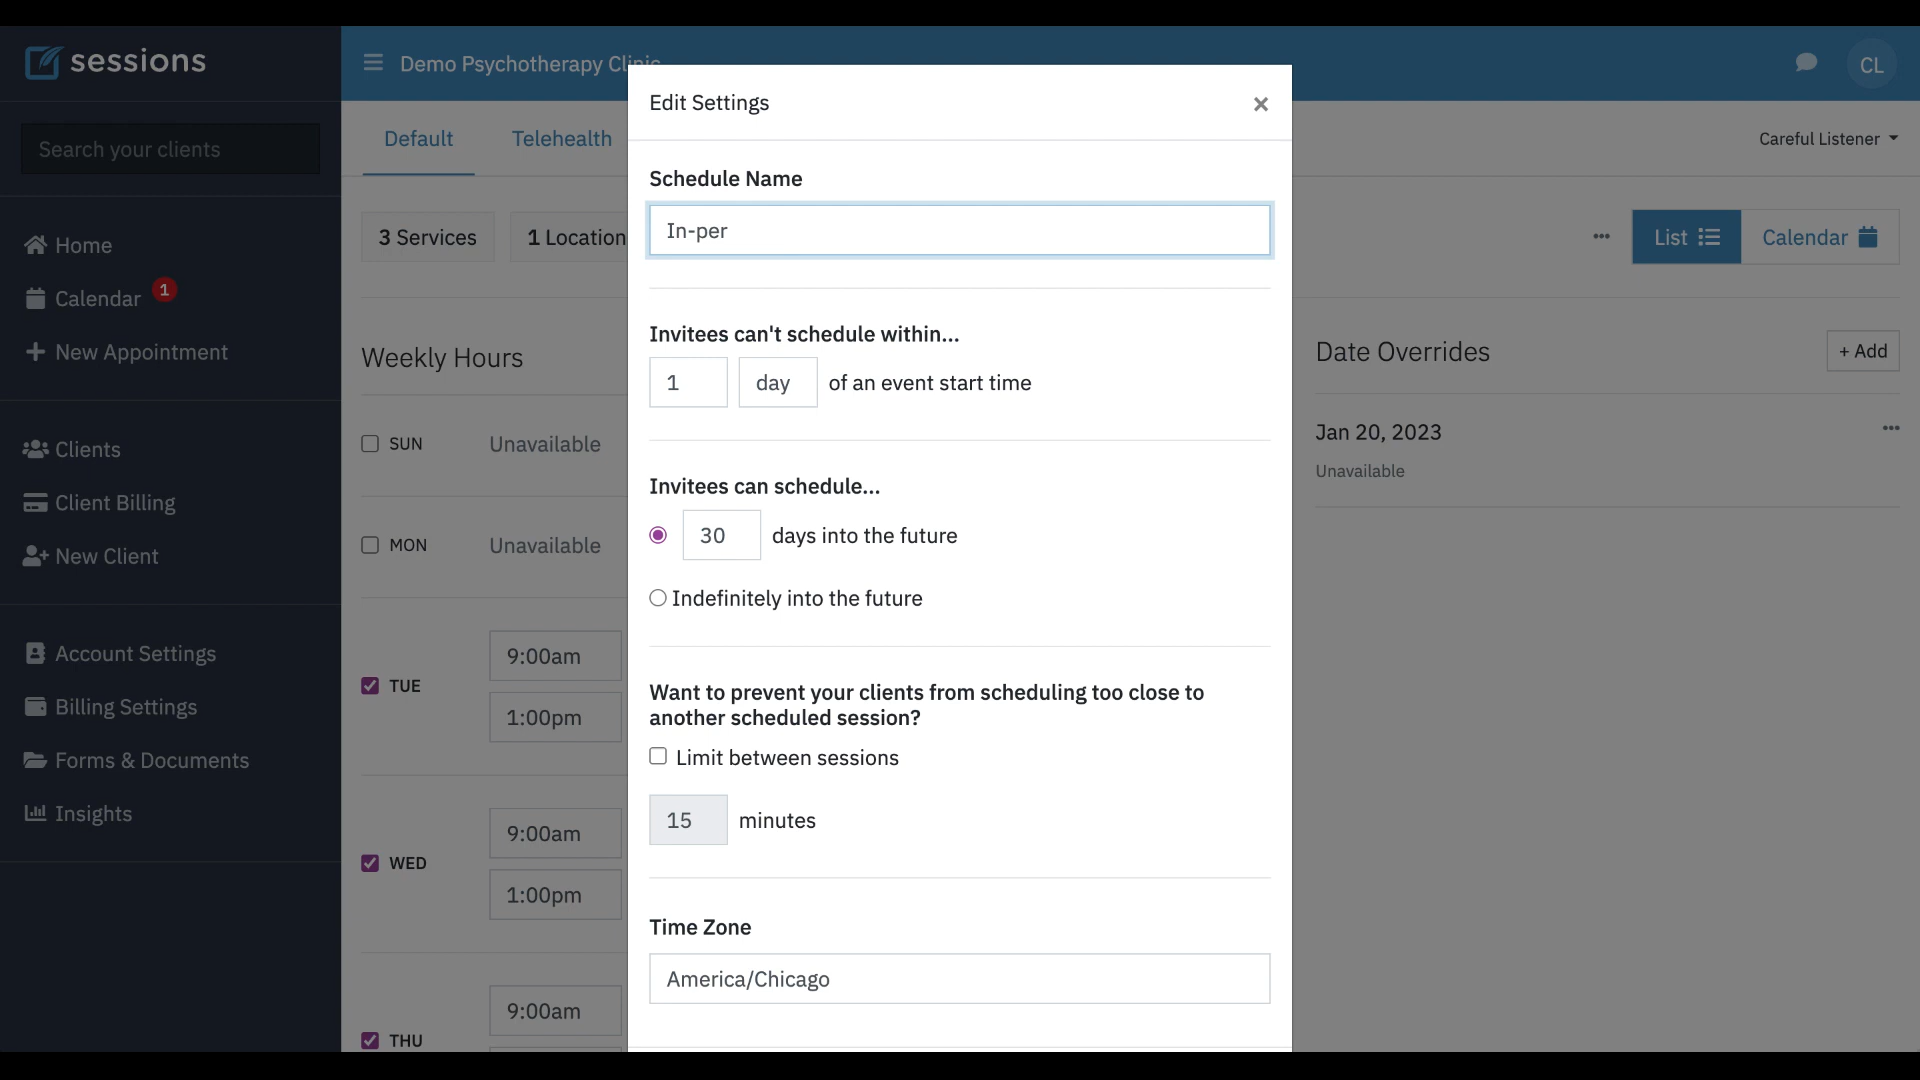 sessions
Demo Psychotherapy Clinic
CL
Search your clients
Home
Calendar 1
New Appointment
Clients
Client Billing
New Client
Account Settings
Billing Settings
Forms & Documents
Insights
Default Telehealth
Careful Listener
3 Services 1 Location
List Calendar
Weekly Hours
SUN Unavailable
MON Unavailable
TUE
9:00am
1:00pm
WED
9:00am
1:00pm
THU
9:00am
Edit Settings
Schedule Name
In-per
Invitees can't schedule within...
1 day of an event start time
Invitees can schedule...
30 days into the future
Indefinitely into the future
Want to prevent your clients from scheduling too close to
another scheduled session?
Limit between sessions
15 minutes
Time Zone
America/Chicago
Date Overrides
+ Add
Jan 20, 2023
Unavailable